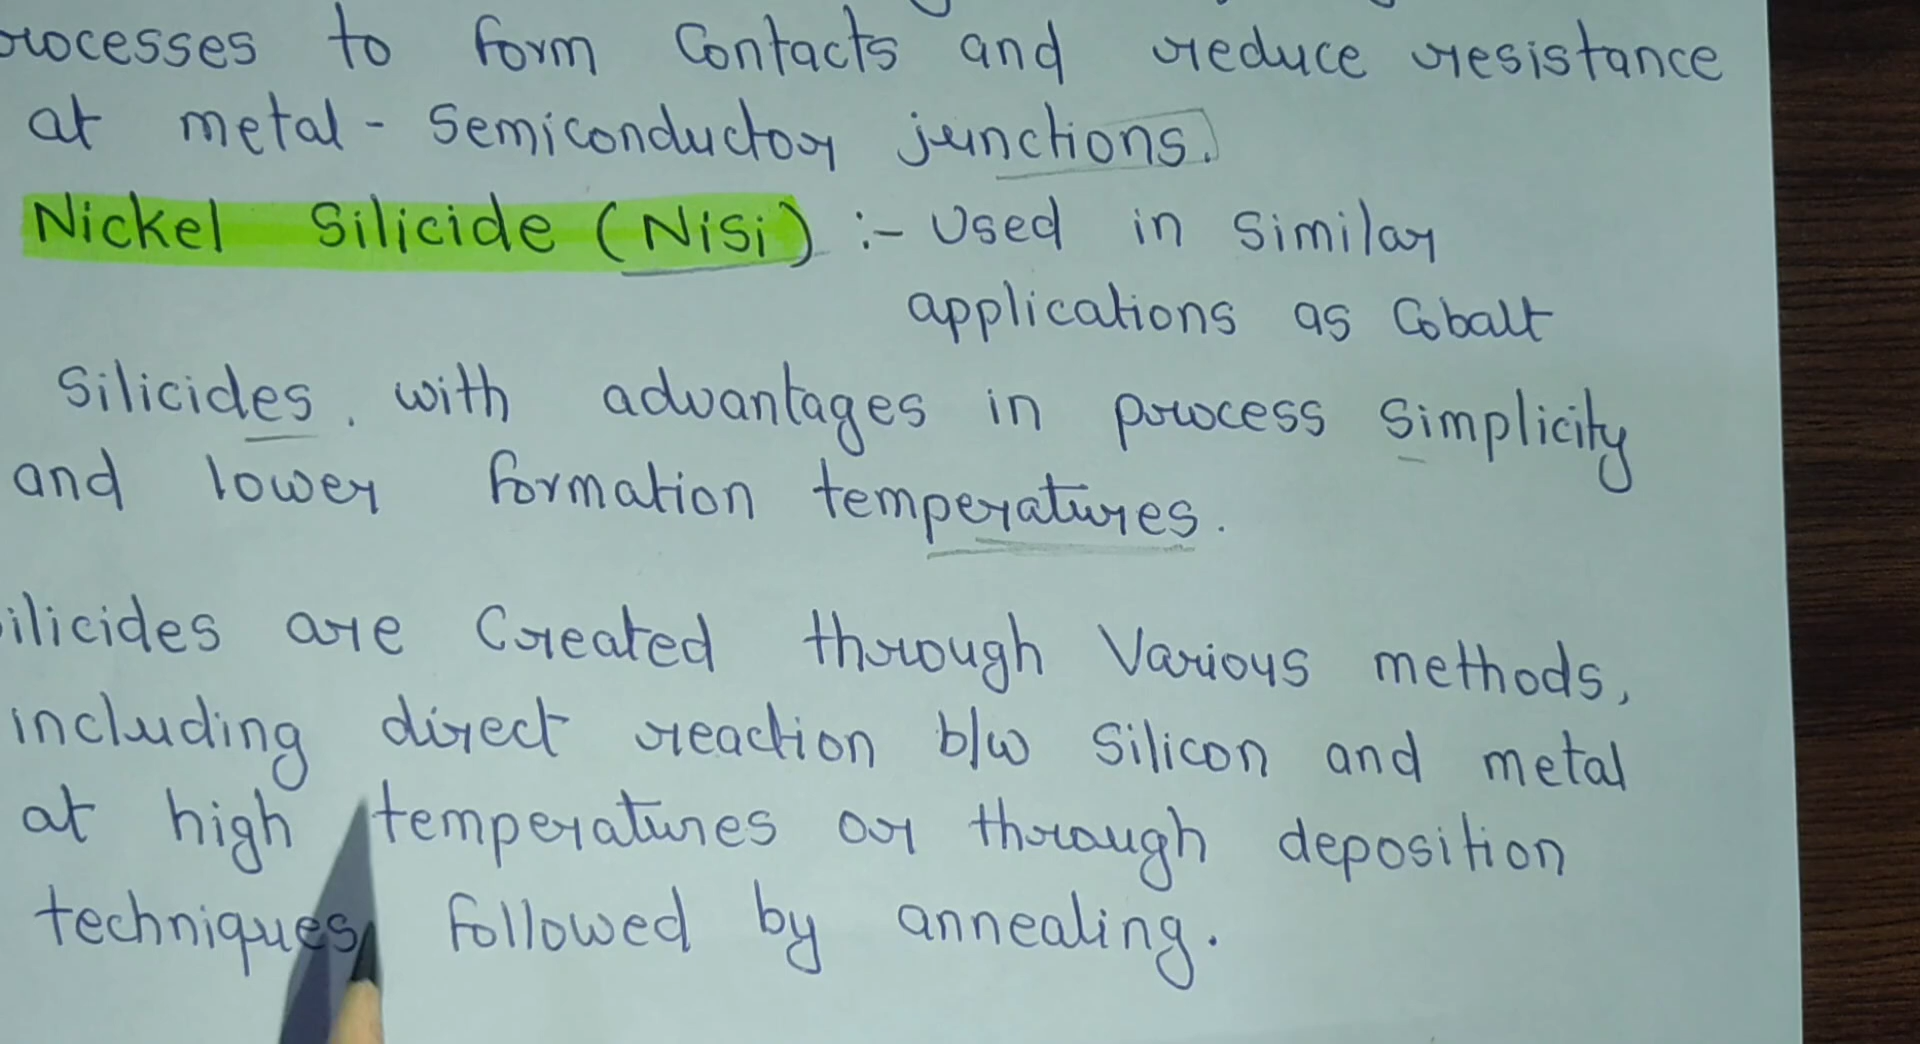 rocesses to form Contacts and reduce resistance
at metal - Semiconductor junctions.
Nickel Silicide (NiSi) :- Used in Similar
applications as Cobalt
Silicides, with advantages in process Simplicity
and lower formation temperatures.
ilicides are Created through Various methods,
including direct reaction b/w Silicon and metal
at high temperatures or through deposition
techniques followed by annealing.